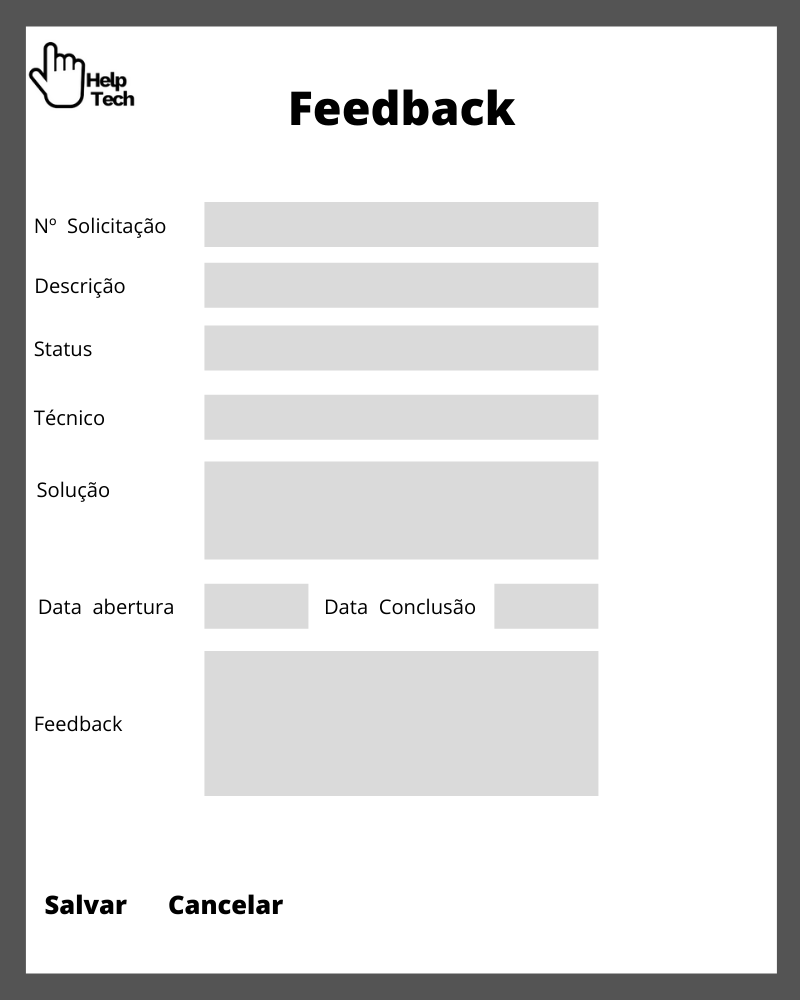 Help
Tech
Feedback
Nº Solicitação
Descrição
Status
Técnico
Solução
Data abertura Data Conclusão
Feedback
Salvar Cancelar